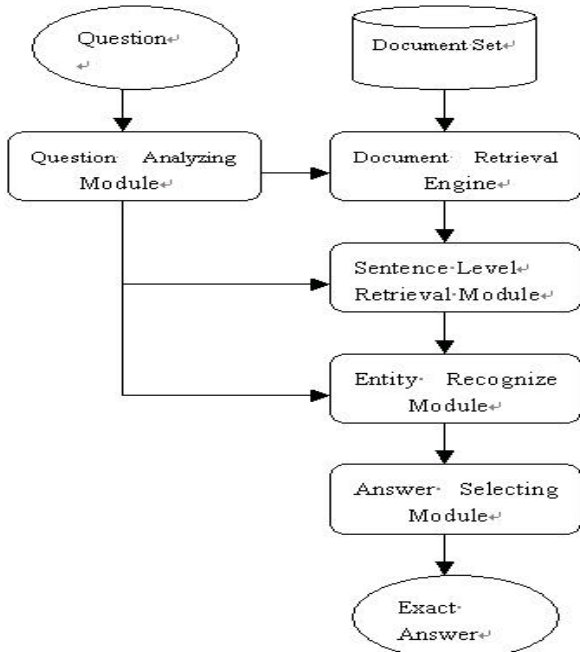 Question
Document Set
Question Analyzing
Module
Document Retrieval
Engine
Sentence-Level
Retrieval Module
Entity Recognize
Module
Answer Selecting
Module
Exact
Answer